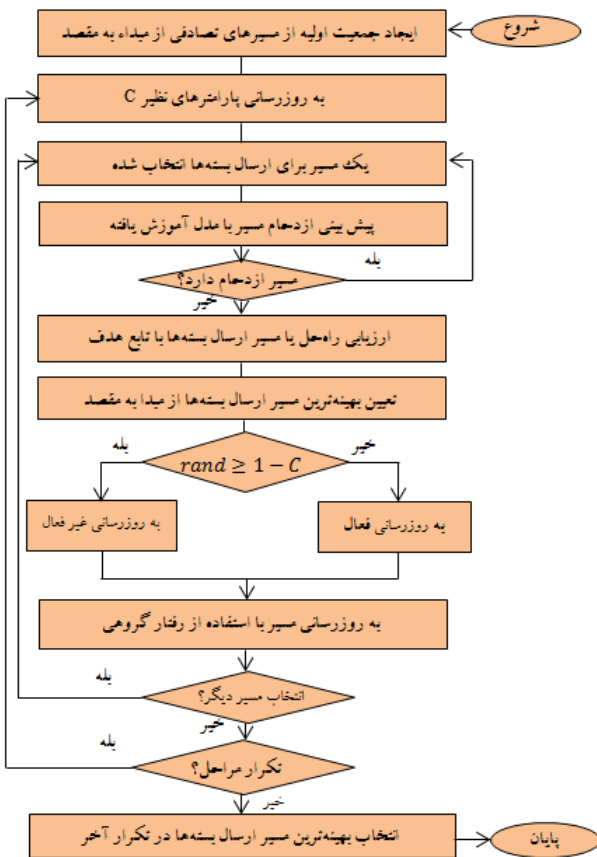 شروع
ایجاد جمعیت اولیه از مسیرهای تصادفی از مبداء به مقصد
به روزرسانی پارامترهای نظیر C
یک مسیر برای ارسال بسته‌ها انتخاب شده
پیش بینی ازدحام مسیر با مدل آموزش یافته
بله
مسیر ازدحام دارد؟
خیر
ارزیابی راه‌حل یا مسیر ارسال بسته‌ها با تابع هدف
تعیین بهینه‌ترین مسیر ارسال بسته‌ها از مبدا به مقصد
خیر
بله
rand ≥ 1 − C
به روزرسانی فعال
به روزرسانی غیر فعال
به روزرسانی مسیر با استفاده از رفتار گروهی
بله
انتخاب مسیر دیگر؟
خیر
بله
تکرار مراحل؟
خیر
انتخاب بهینه‌ترین مسیر ارسال بسته‌ها در تکرار آخر
پایان